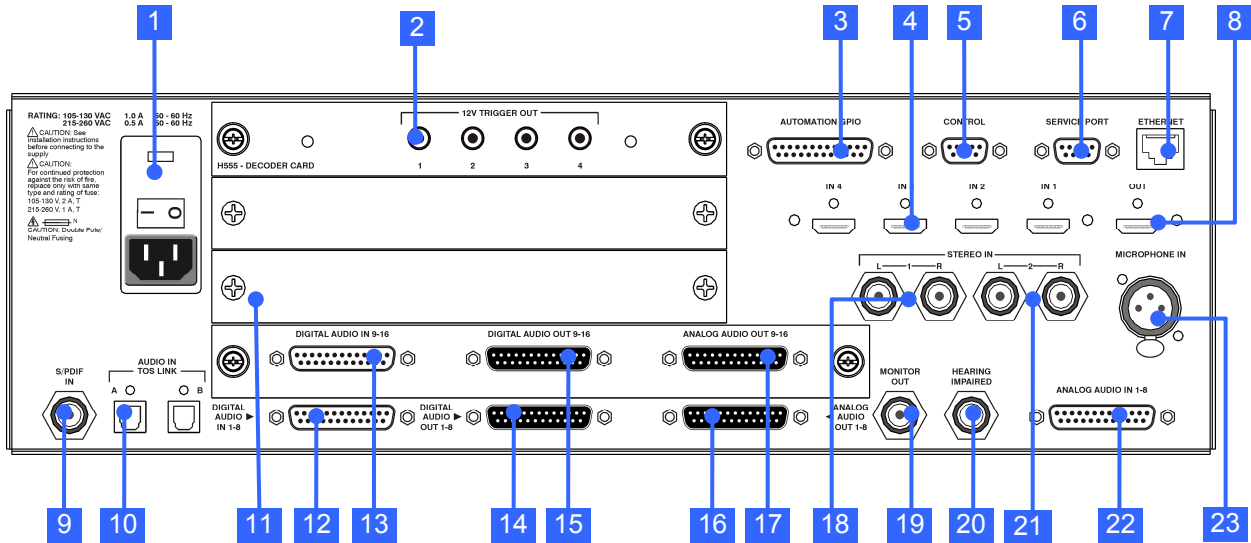 1
2
3
4
5
6
7
8
RATING: 105-130 VAC 1.0 A 50 - 60 Hz
215-260 VAC 0.5 A 50 - 60 Hz
CAUTION: See
installation instructions
before connecting to the
supply
CAUTION:
For continued protection
against the risk of fire,
replace only with same
type and rating of fuse:
105-130 V, 2 A, T
215-260 V, 1 A, T
N
CAUTION: Double Pole/
Neutral Fusing
12V TRIGGER OUT
1 2 3 4
H555 - DECODER CARD
AUTOMATION GPIO
CONTROL
SERVICE PORT
ETHERNET
IN 4
IN 3
IN 2
IN 1
OUT
STEREO IN
L 1 R
L 2 R
MICROPHONE IN
DIGITAL AUDIO IN 9-16
DIGITAL AUDIO OUT 9-16
ANALOG AUDIO OUT 9-16
S/PDIF
IN
AUDIO IN
TOS LINK
A
B
DIGITAL
AUDIO
IN 1-8
DIGITAL
AUDIO
OUT 1-8
ANALOG
AUDIO
OUT 1-8
MONITOR
OUT
HEARING
IMPAIRED
ANALOG AUDIO IN 1-8
9
10
11
12
13
14
15
16
17
18
19
20
21
22
23